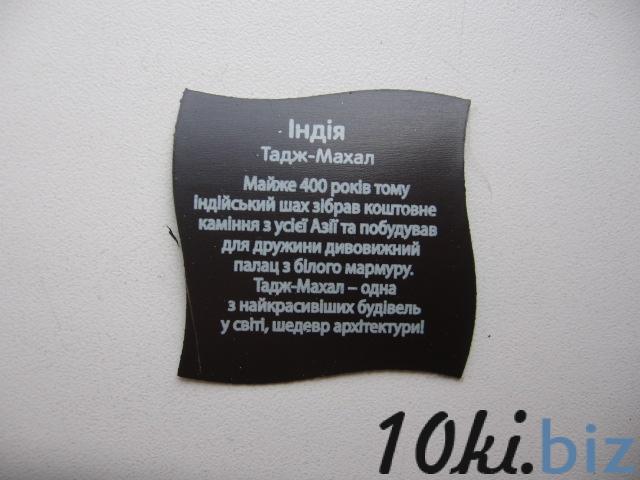 Індія
Тадж-Махал
Майже 400 років тому
Індійський шах зібрав коштовне
каміння з усієї Азії та побудував
для дружини дивовижний
палац з білого мармуру.
Тадж-Махал – одна
з найкрасивіших будівель
у світі, шедевр архітектури!
10ki.biz